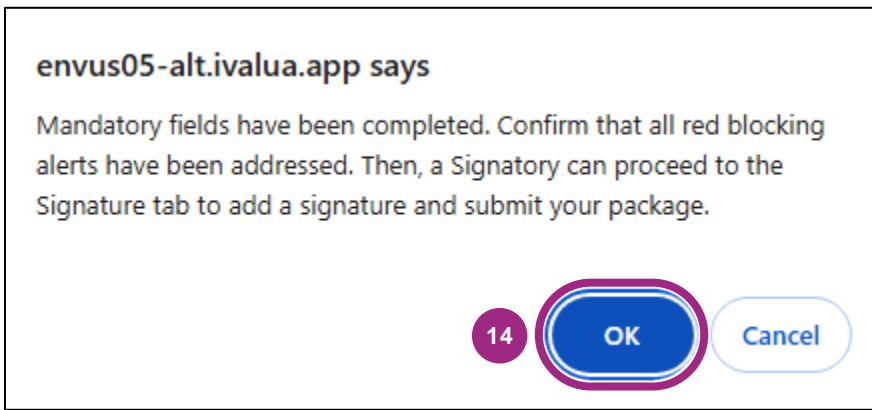 envus05-alt.ivalua.app says
Mandatory fields have been completed. Confirm that all red blocking
alerts have been addressed. Then, a Signatory can proceed to the
Signature tab to add a signature and submit your package.
14 OK Cancel